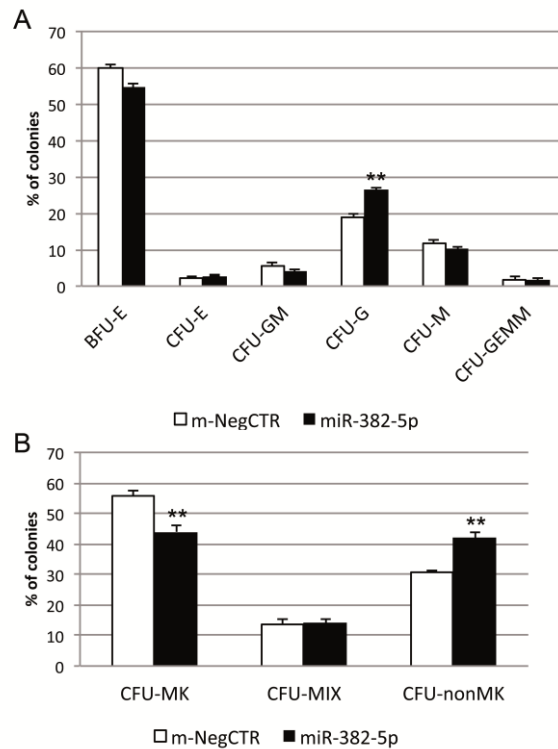 A
% of colonies
70
60
50
40
30
20
10
0
**
BFU-E
CFU-E
CFU-GM
CFU-G
CFU-M
CFU-GEMM
m-NegCTR miR-382-5p
B
% of colonies
70
60
50
40
30
20
10
0
**
**
CFU-MK CFU-MIX CFU-nonMK
m-NegCTR miR-382-5p